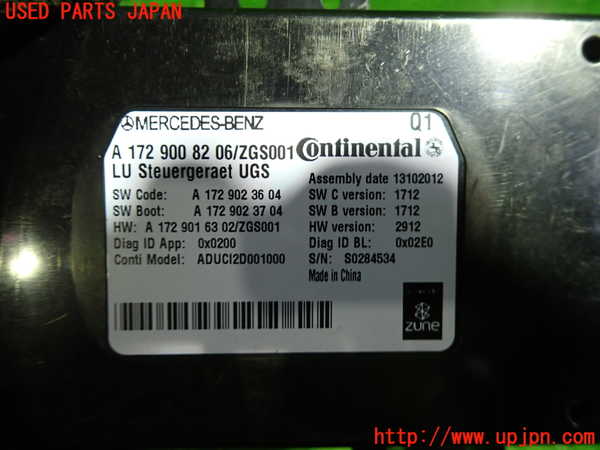 USED PARTS JAPAN
MERCEDES-BENZ Q1
A 172 900 82 06/ZGS001 Continental
LU Steuergeraet UGS
Assembly date 13102012
SW Code: A 172 902 36 04 SW C version: 1712
SW Boot: A 172 902 37 04 SW B version: 1712
HW: A 172 901 63 02/ZGS001 HW version: 2912
Diag ID App: 0x0200 Diag ID BL: 0x02E0
Conti Model: ADUCI2D001000 S/N: S0284534
Made in China
zune
http://www.upjpn.com/